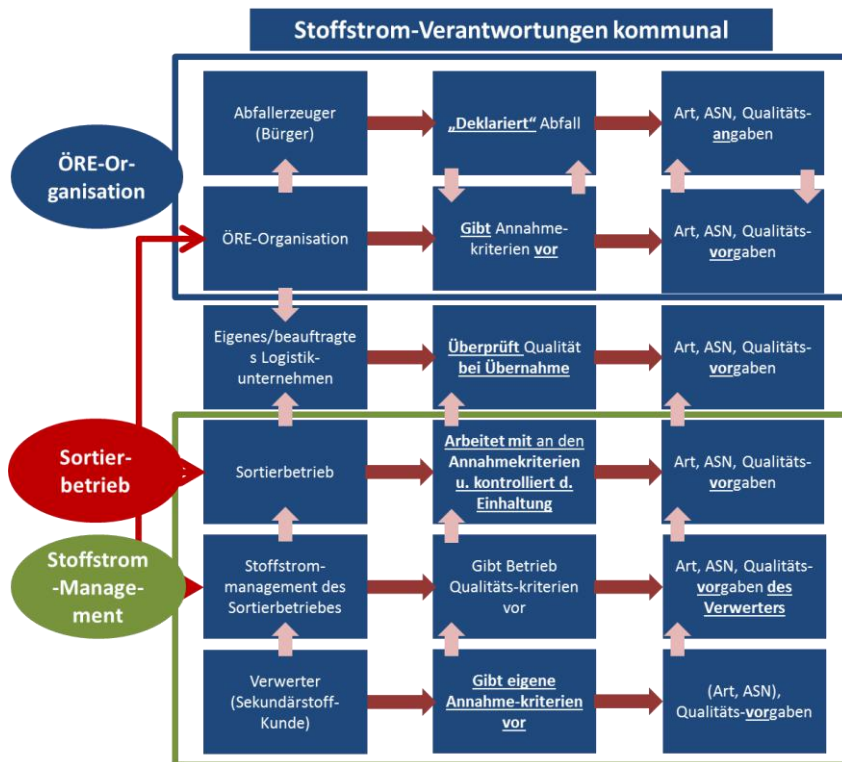 Stoffstrom-Verantwortungen kommunal
ÖRE-Or-
ganisation
Abfallerzeuger
(Bürger)
„Deklariert“ Abfall
Art, ASN, Qualitäts-
angaben
ÖRE-Organisation
Gibt Annahme-
kriterien vor
Art, ASN, Qualitäts-
vorgaben
Eigenes/beauftragte
s Logistik-
unternehmen
Überprüft Qualität
bei Übernahme
Art, ASN, Qualitäts-
vorgaben
Sortier-
betrieb
Sortierbetrieb
Arbeitet mit an den
Annahmekriterien
u. kontrolliert d.
Einhaltung
Art, ASN, Qualitäts-
vorgaben
Stoffstrom
-Manage-
ment
Stoffstrom-
management des
Sortierbetriebes
Gibt Betrieb
Qualitäts-kriterien
vor
Art, ASN, Qualitäts-
vorgaben des
Verwerters
Verwerter
(Sekundärstoff-
Kunde)
Gibt eigene
Annahme-kriterien
vor
(Art, ASN),
Qualitäts-vorgaben